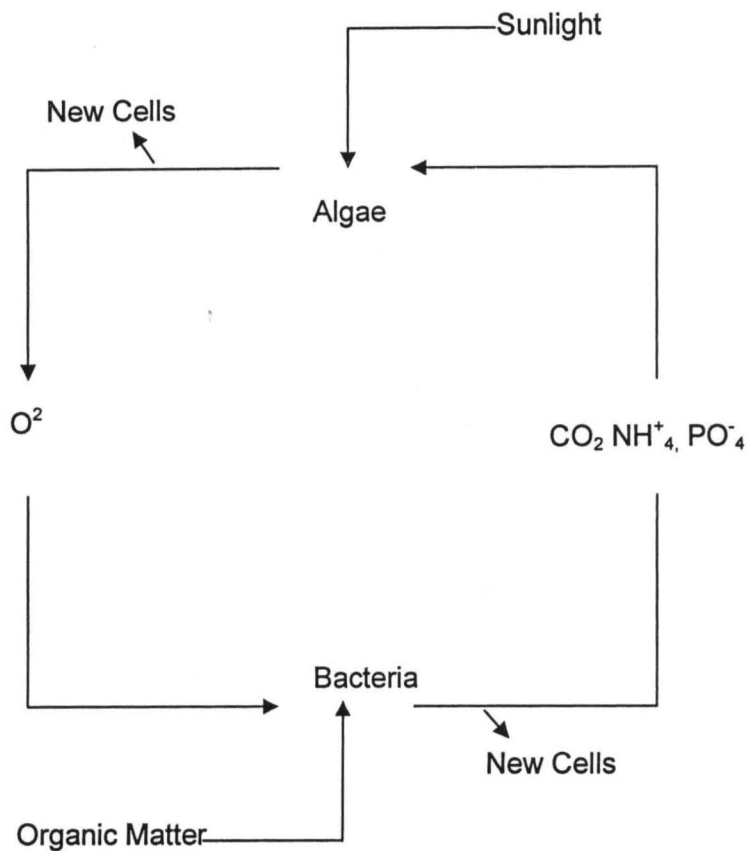 Sunlight
New Cells
Algae
O²
CO₂ NH⁺₄, PO⁻₄
Bacteria
New Cells
Organic Matter